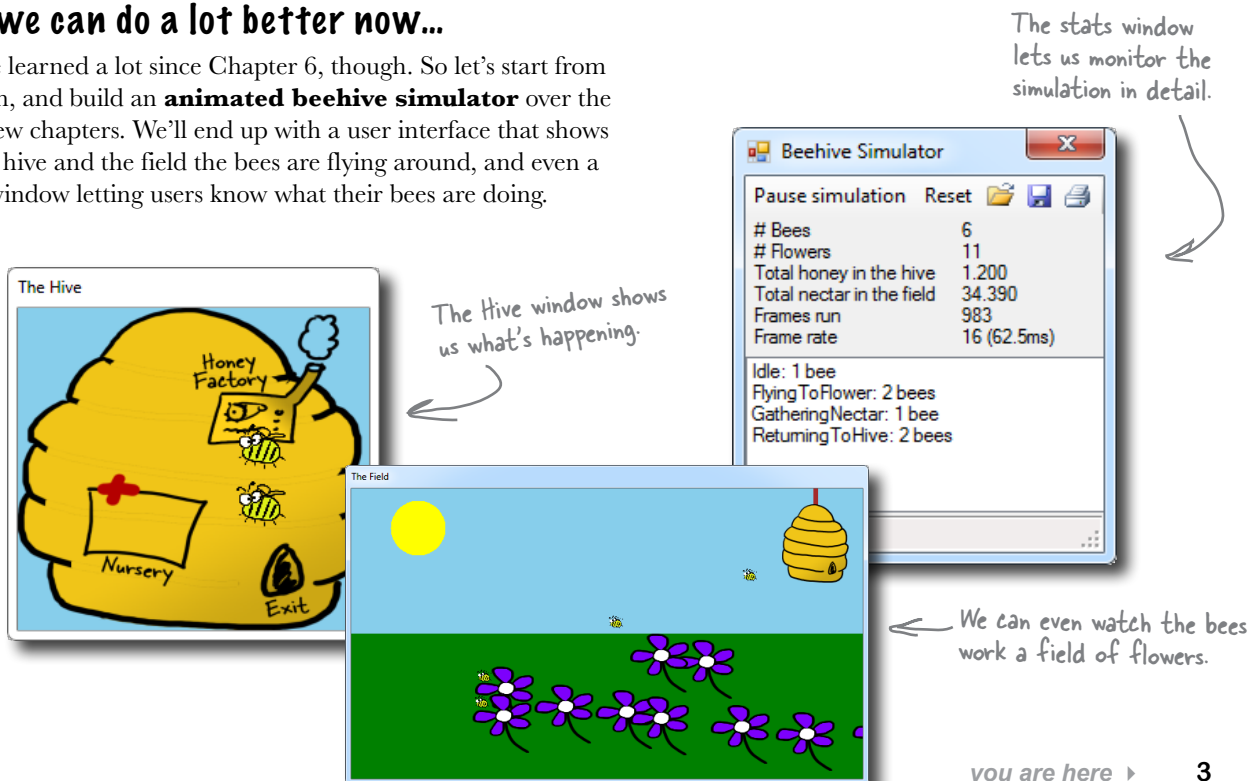 we can do a lot better now...
learned a lot since Chapter 6, though. So let's start from
, and build an animated beehive simulator over the
chapters. We'll end up with a user interface that shows
hive and the field the bees are flying around, and even a
window letting users know what their bees are doing.
The stats window
lets us monitor the
simulation in detail.
Beehive Simulator
Pause simulation Reset
# Bees 6
# Flowers 11
Total honey in the hive 1.200
Total nectar in the field 34.390
Frames run 983
Frame rate 16 (62.5ms)
Idle: 1 bee
FlyingToFlower: 2 bees
GatheringNectar: 1 bee
ReturningToHive: 2 bees
The Hive
Honey
Factory
Nursery
Exit
The Hive window shows
us what's happening.
The Field
We can even watch the bees
work a field of flowers.
you are here 3